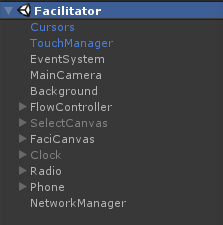 Facilitator
Cursors
TouchManager
EventSystem
MainCamera
Background
FlowController
SelectCanvas
FaciCanvas
Clock
Radio
Phone
NetworkManager